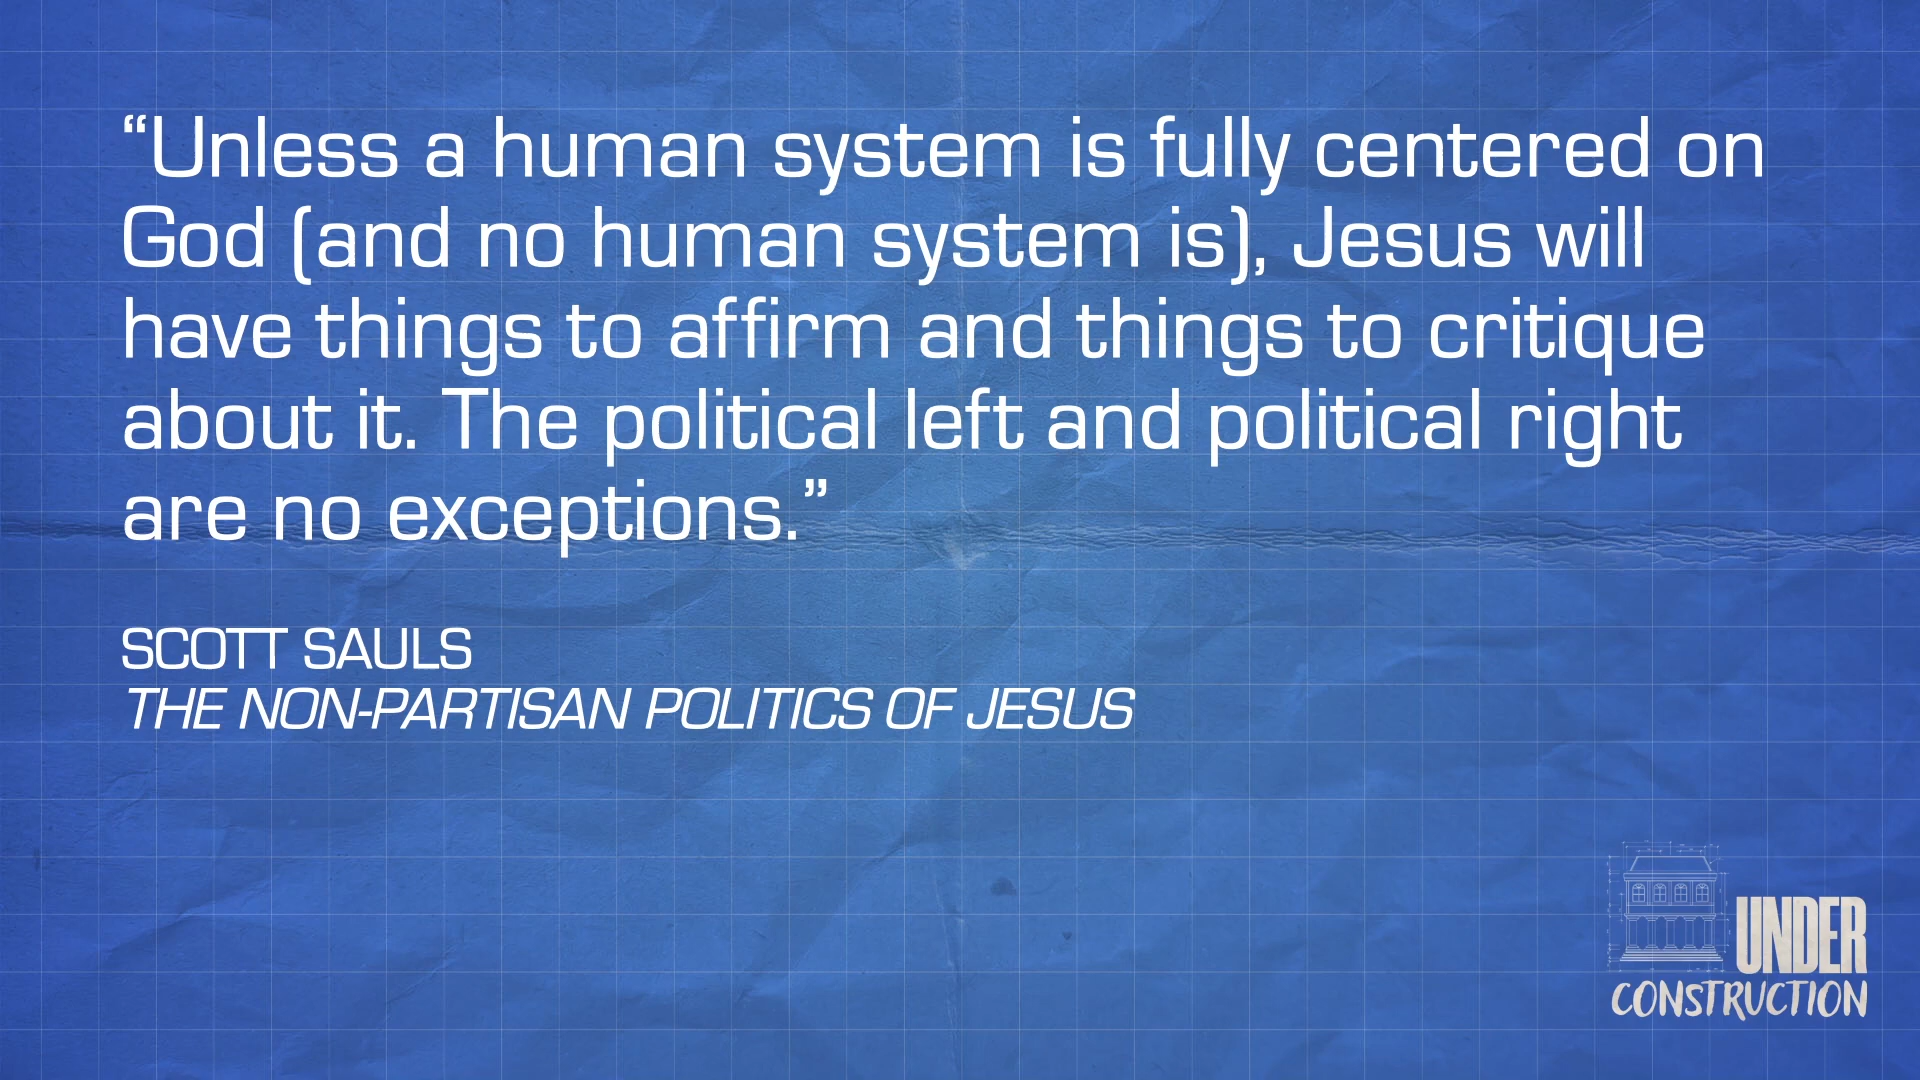 “Unless a human system is fully centered on
God (and no human system is), Jesus will
have things to affirm and things to critique
about it. The political left and political right
are no exceptions.”
SCOTT SAULS
THE NON-PARTISAN POLITICS OF JESUS
UNDER
CONSTRUCTION